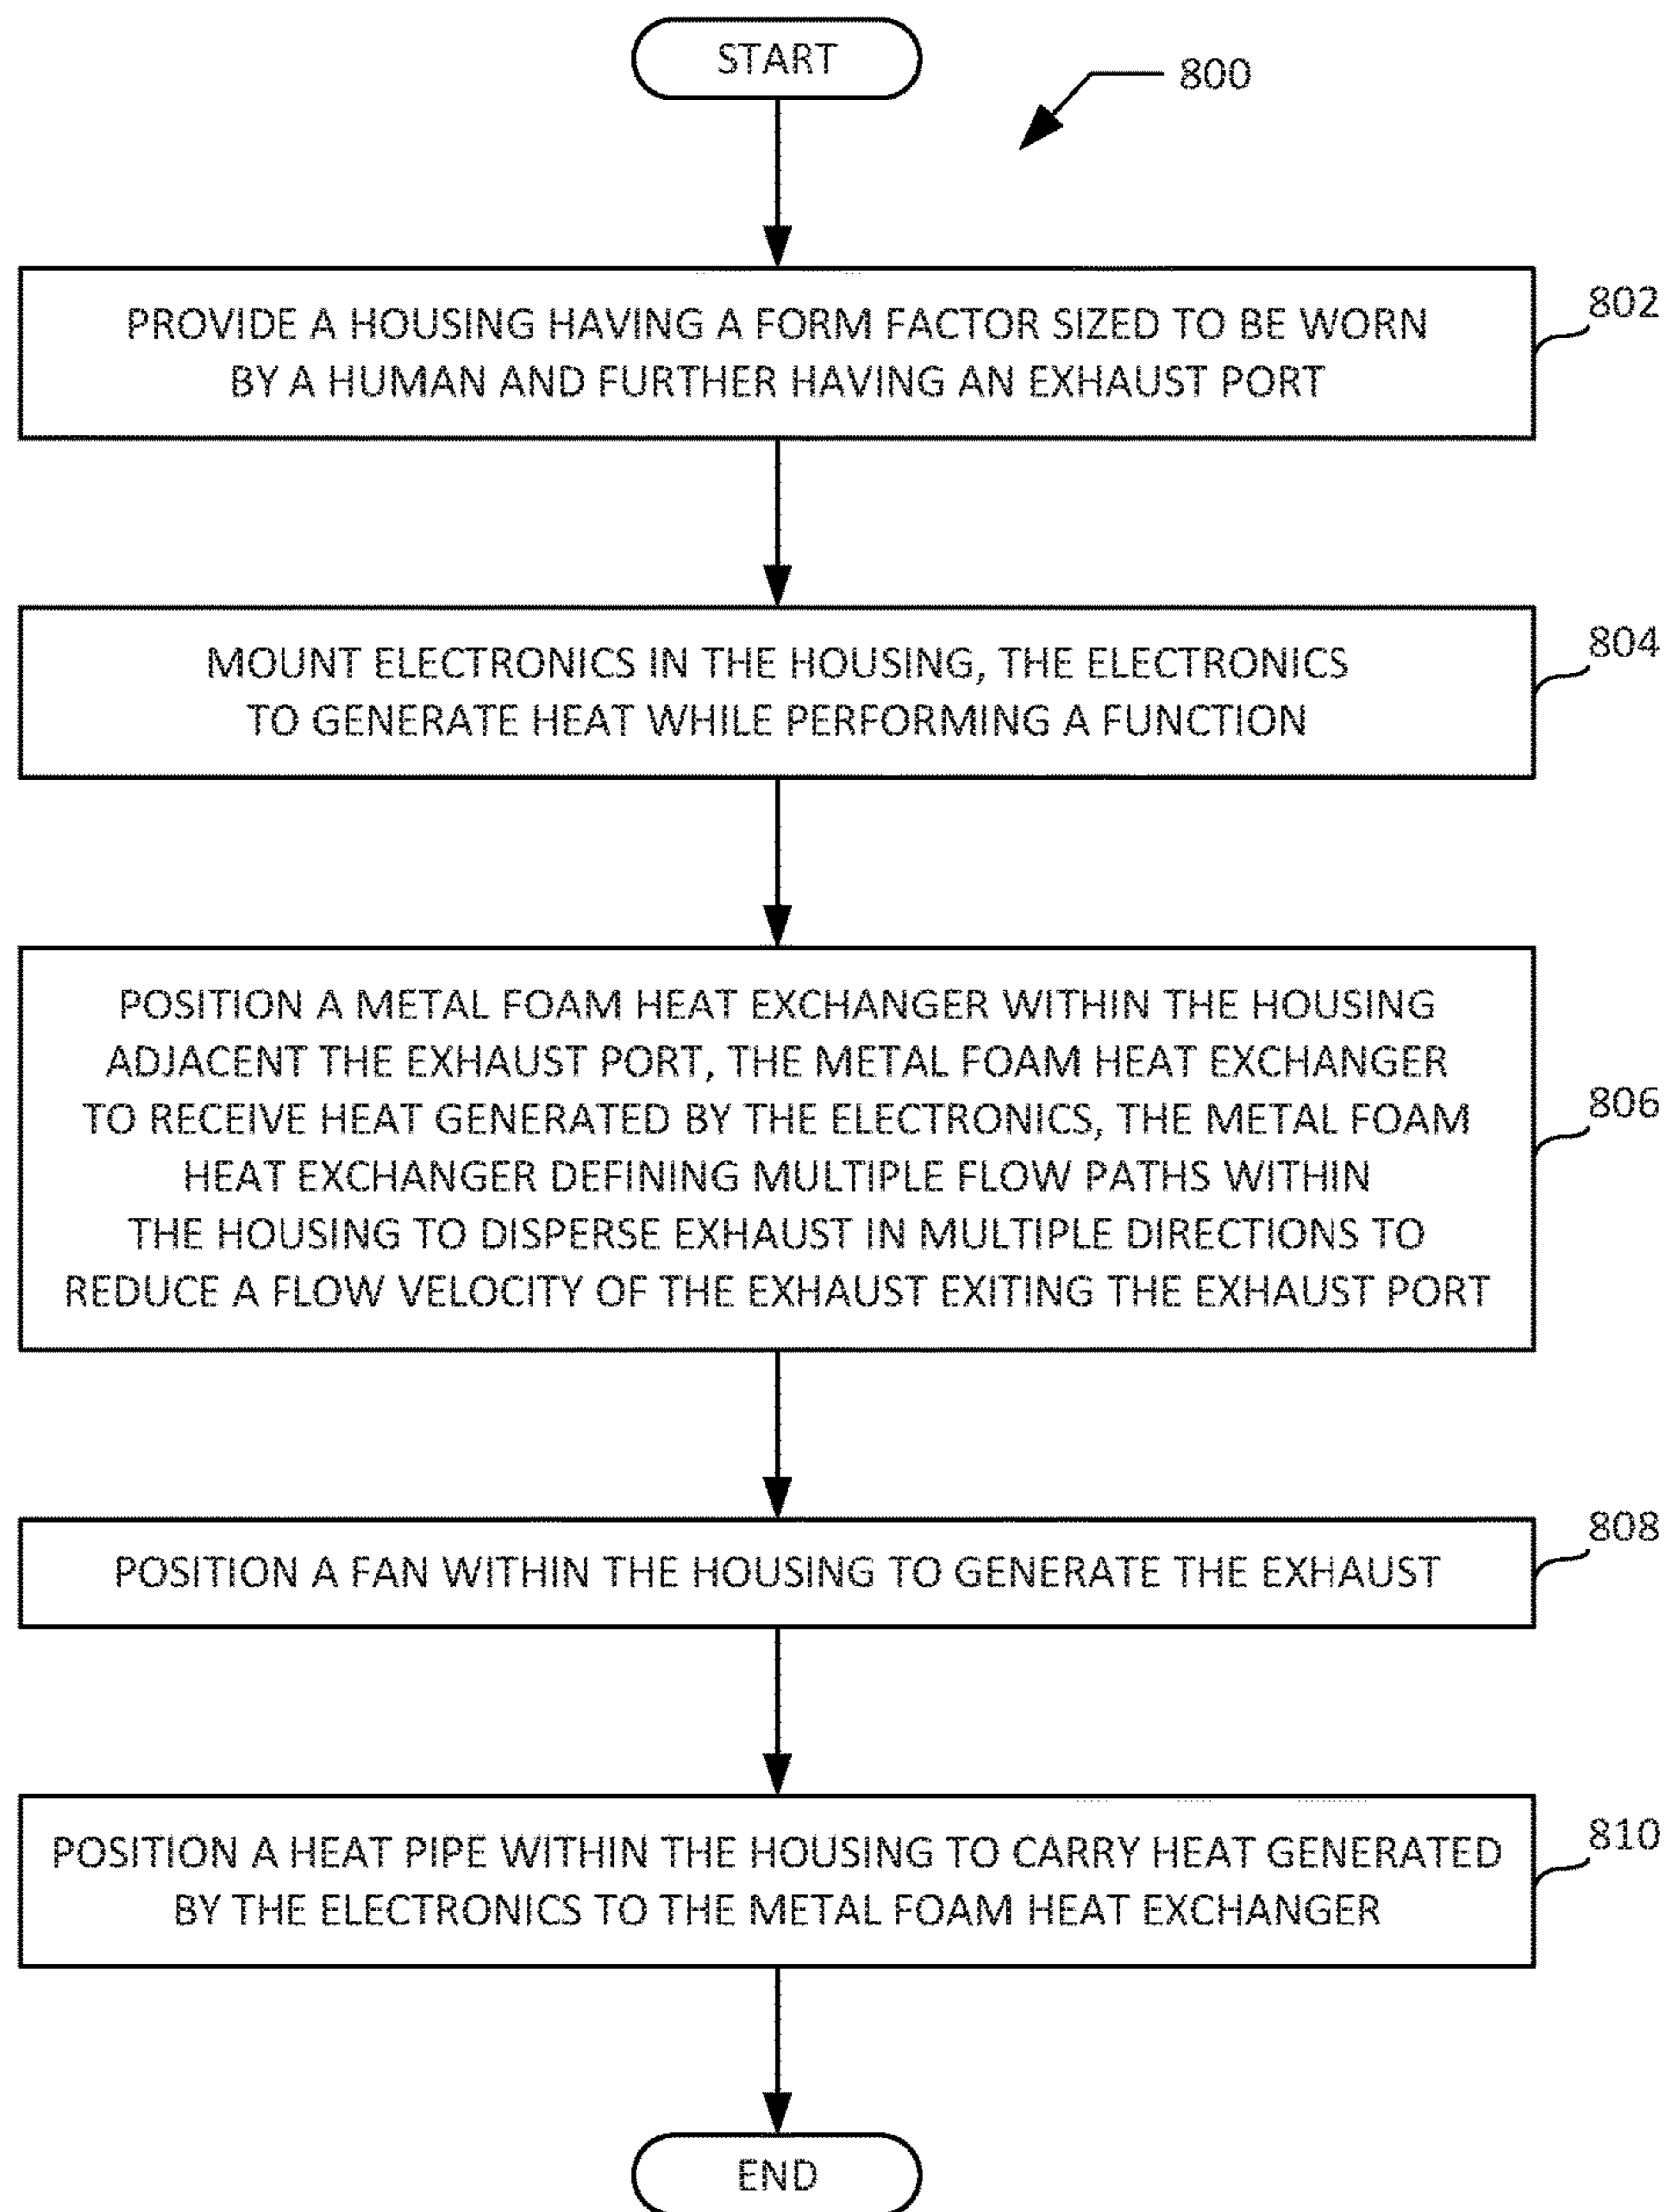 START
800
PROVIDE A HOUSING HAVING A FORM FACTOR SIZED TO BE WORN
BY A HUMAN AND FURTHER HAVING AN EXHAUST PORT
802
MOUNT ELECTRONICS IN THE HOUSING, THE ELECTRONICS
TO GENERATE HEAT WHILE PERFORMING A FUNCTION
804
POSITION A METAL FOAM HEAT EXCHANGER WITHIN THE HOUSING
ADJACENT THE EXHAUST PORT, THE METAL FOAM HEAT EXCHANGER
TO RECEIVE HEAT GENERATED BY THE ELECTRONICS, THE METAL FOAM
HEAT EXCHANGER DEFINING MULTIPLE FLOW PATHS WITHIN
THE HOUSING TO DISPERSE EXHAUST IN MULTIPLE DIRECTIONS TO
REDUCE A FLOW VELOCITY OF THE EXHAUST EXITING THE EXHAUST PORT
806
POSITION A FAN WITHIN THE HOUSING TO GENERATE THE EXHAUST
808
POSITION A HEAT PIPE WITHIN THE HOUSING TO CARRY HEAT GENERATED
BY THE ELECTRONICS TO THE METAL FOAM HEAT EXCHANGER
810
END